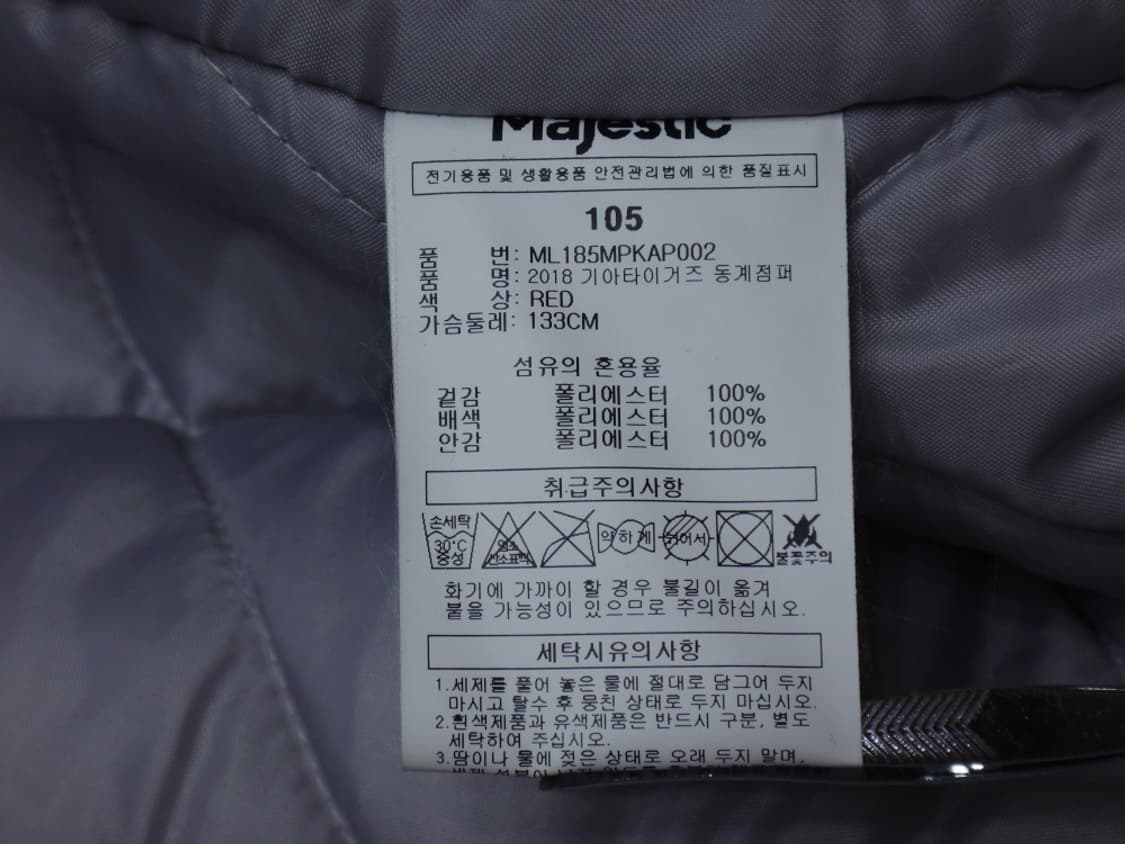 Majestic
전기용품 및 생활용품 안전관리법에 의한 품질표시
105
품 번: ML185MPKAP002
품 명: 2018 기아타이거즈 동계점퍼
색 상: RED
가슴둘레: 133CM
섬유의 혼용율
겉감 폴리에스터 100%
배색 폴리에스터 100%
안감 폴리에스터 100%
취급주의사항
손세탁 30°C 중성
염소 산소표백
약하게
뉘어서
불꽃주의
화기에 가까이 할 경우 불길이 옮겨
붙을 가능성이 있으므로 주의하십시오.
세탁시유의사항
1.세제를 풀어 놓은 물에 절대로 담그어 두지
마시고 탈수 후 뭉친 상태로 두지 마십시오.
2.흰색제품과 유색제품은 반드시 구분, 별도
세탁하여 주십시오.
3.땀이나 물에 젖은 상태로 오래 두지 말며,